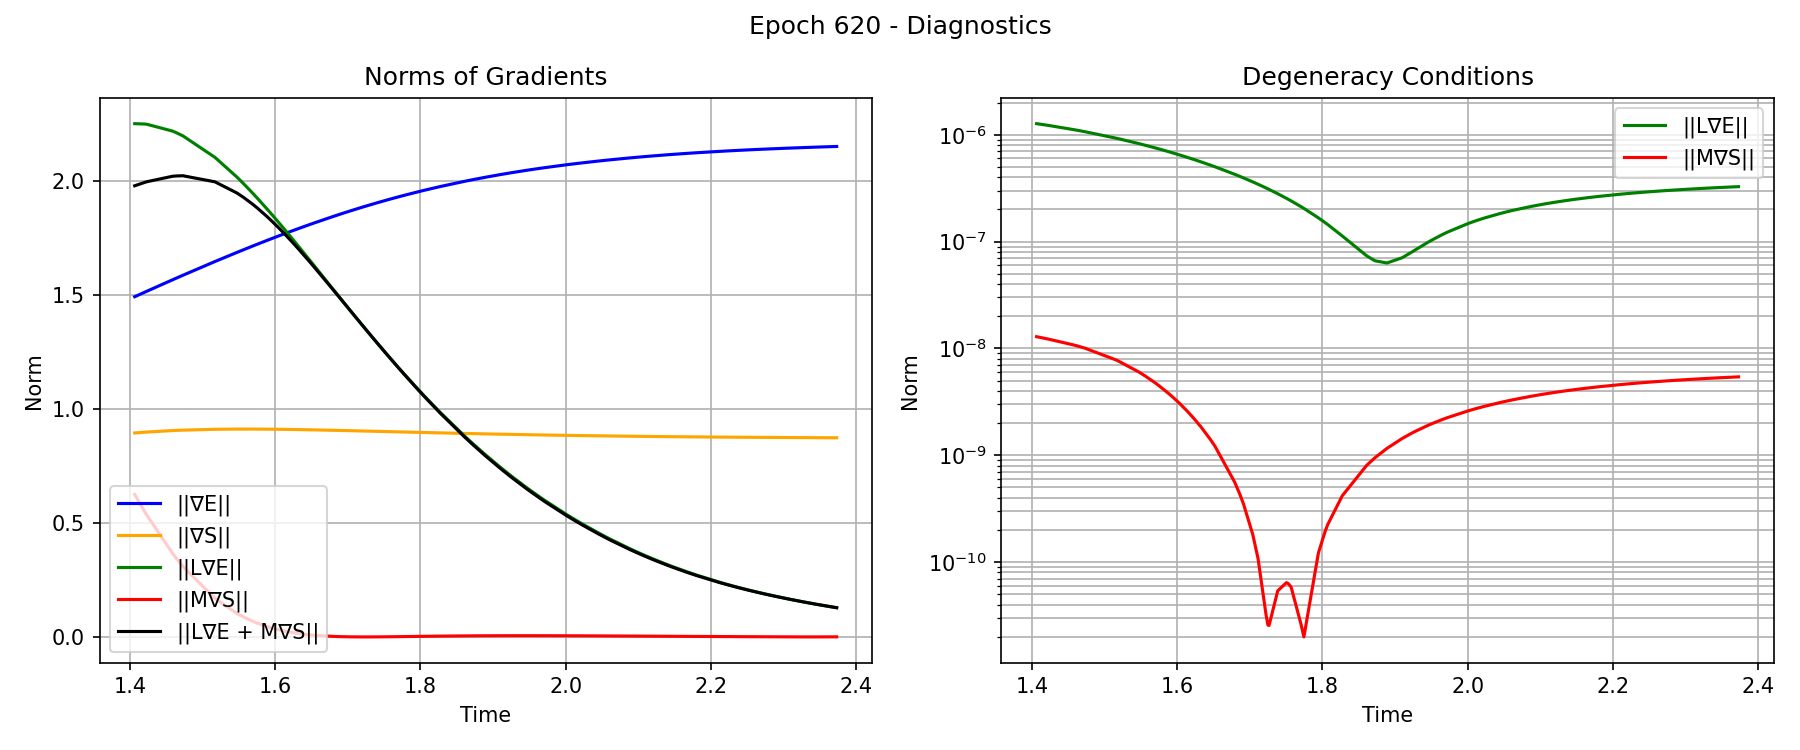 Epoch 620 - Diagnostics
Norms of Gradients
Norm
2.0
1.5
1.0
0.5
0.0
||∇E||
||∇S||
||L∇E||
||M∇S||
||L∇E + M∇S||
1.4 1.6 1.8 2.0 2.2 2.4
Time
Degeneracy Conditions
Norm
10⁻⁶
10⁻⁷
10⁻⁸
10⁻⁹
10⁻¹⁰
||L∇E||
||M∇S||
1.4 1.6 1.8 2.0 2.2 2.4
Time